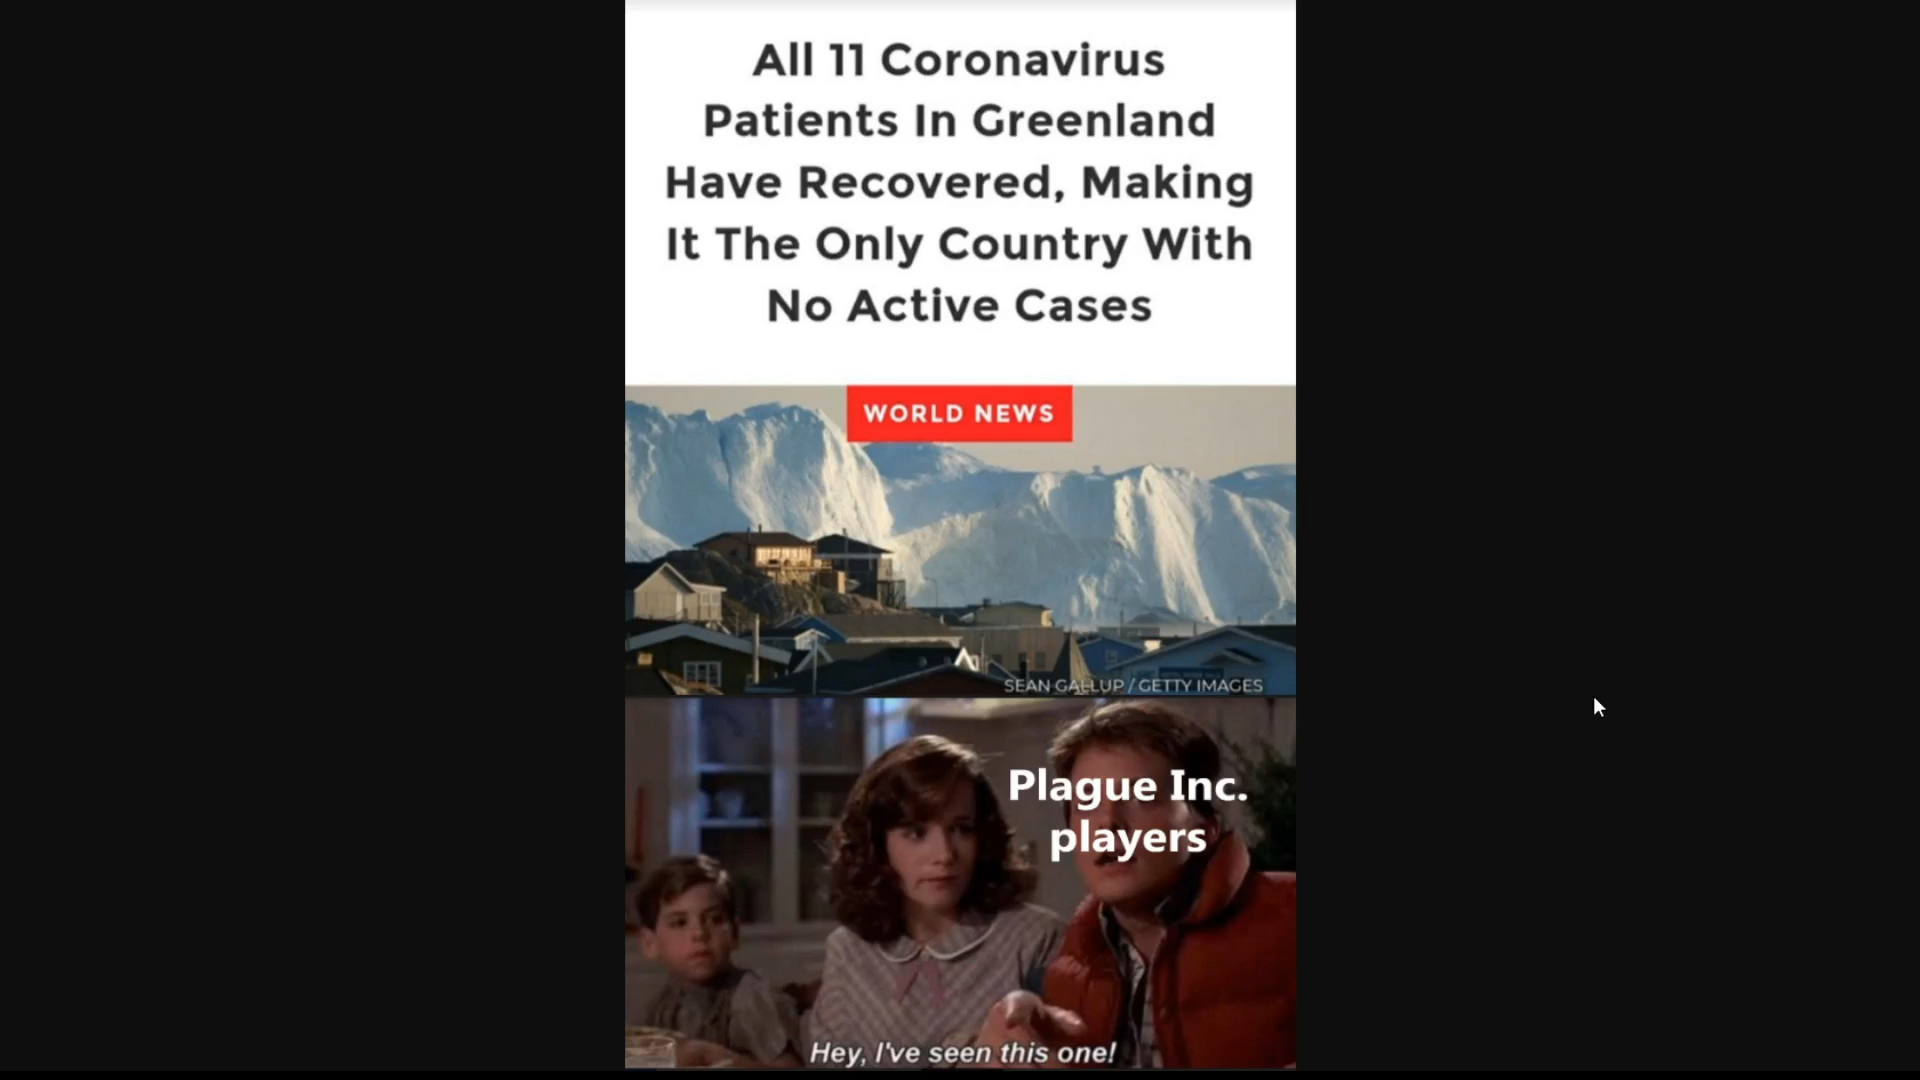 All 11 Coronavirus
Patients In Greenland
Have Recovered, Making
It The Only Country With
No Active Cases
WORLD NEWS
SEAN GALLUP / GETTY IMAGES
Plague Inc.
players
Hey, I've seen this one!